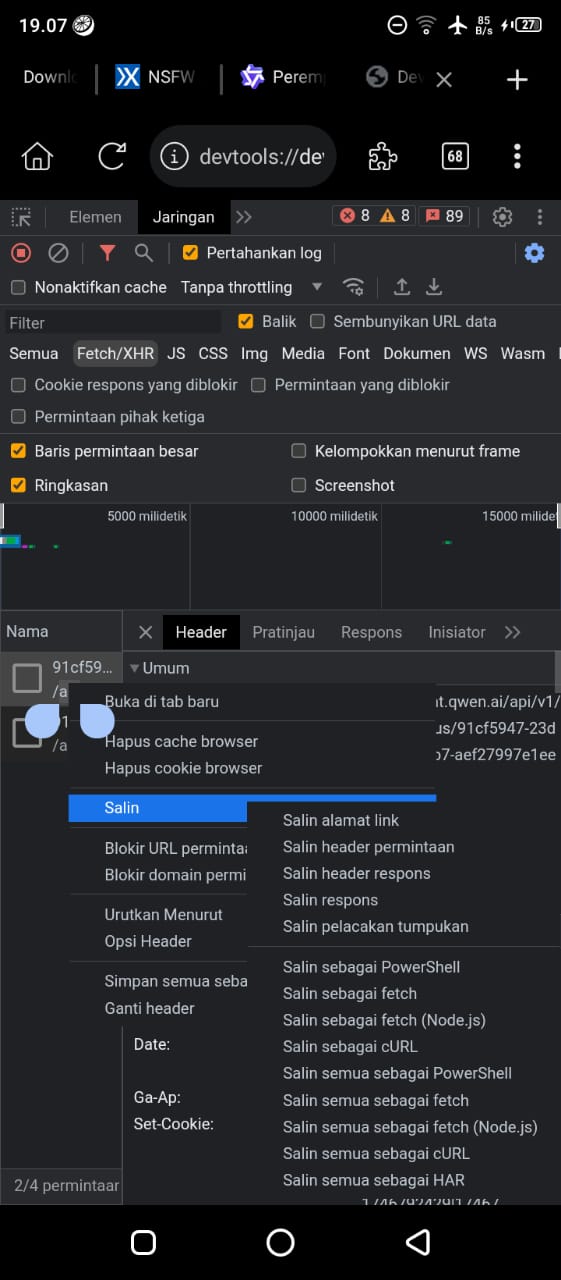 19.07
85
B/s
27
Downl
NSFW
Peremp
Dev
devtools://de
68
Elemen
Jaringan
8
8
89
Pertahankan log
Nonaktifkan cache
Tanpa throttling
Filter
Balik
Sembunyikan URL data
Semua
Fetch/XHR
JS
CSS
Img
Media
Font
Dokumen
WS
Wasm
Cookie respons yang diblokir
Permintaan yang diblokir
Permintaan pihak ketiga
Baris permintaan besar
Kelompokkan menurut frame
Ringkasan
Screenshot
5000 milidetik
10000 milidetik
15000 milidet
Nama
Header
Pratinjau
Respons
Inisiator
91cf59...
/a
Umum
Buka di tab baru
at.qwen.ai/api/v1/
us/91cf5947-23d
Hapus cache browser
/a
b7-aef27997e1ee
Hapus cookie browser
Salin
Salin alamat link
Salin header permintaan
Blokir URL perminta
Salin header respons
Blokir domain permi
Salin respons
Urutkan Menurut
Salin pelacakan tumpukan
Opsi Header
Salin sebagai PowerShell
Simpan semua seba
Salin sebagai fetch
Ganti header
Salin sebagai fetch (Node.js)
Date:
Salin sebagai cURL
Salin semua sebagai PowerShell
Ga-Ap:
Salin semua sebagai fetch
Set-Cookie:
Salin semua sebagai fetch (Node.js)
Salin semua sebagai cURL
2/4 permintaar
Salin semua sebagai HAR